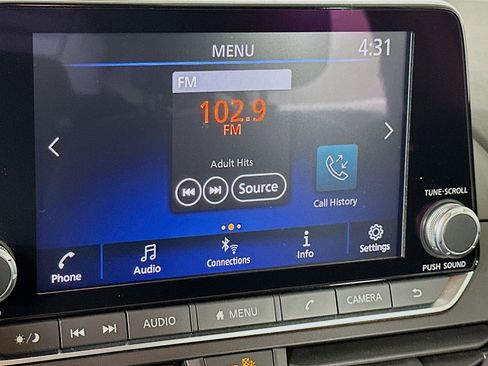 MENU 4:31
FM
102.9
FM
Adult Hits
Source
Call History
TUNE·SCROLL
Phone Audio Connections Info Settings
PUSH SOUND
AUDIO MENU CAMERA